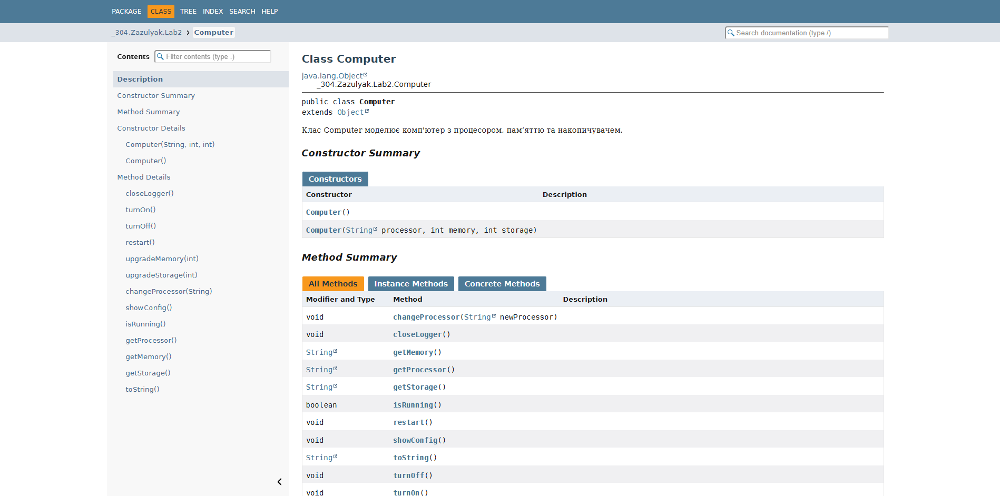 PACKAGE CLASS TREE INDEX SEARCH HELP
_304.Zazulyak.Lab2 > Computer
Search documentation (type /)
Contents
Filter contents (type .)
Description
Constructor Summary
Method Summary
Constructor Details
Computer(String, int, int)
Computer()
Method Details
closeLogger()
turnOn()
turnOff()
restart()
upgradeMemory(int)
upgradeStorage(int)
changeProcessor(String)
showConfig()
isRunning()
getProcessor()
getMemory()
getStorage()
toString()
Class Computer
java.lang.Object
_304.Zazulyak.Lab2.Computer
public class Computer
extends Object
Клас Computer моделює комп'ютер з процесором, пам’яттю та накопичувачем.
Constructor Summary
Constructors
Constructor Description
Computer()
Computer(String processor, int memory, int storage)
Method Summary
All Methods Instance Methods Concrete Methods
Modifier and Type Method Description
void changeProcessor(String newProcessor)
void closeLogger()
String getMemory()
String getProcessor()
String getStorage()
boolean isRunning()
void restart()
void showConfig()
String toString()
void turnOff()
void turnOn()